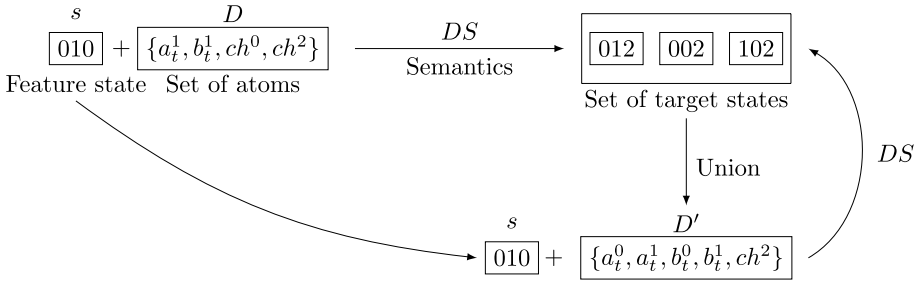 s D
010 + {a_t^1, b_t^1, ch^0, ch^2}
Feature state Set of atoms
DS
Semantics
012 002 102
Set of target states
Union
DS
s D′
010 + {a_t^0, a_t^1, b_t^0, b_t^1, ch^2}